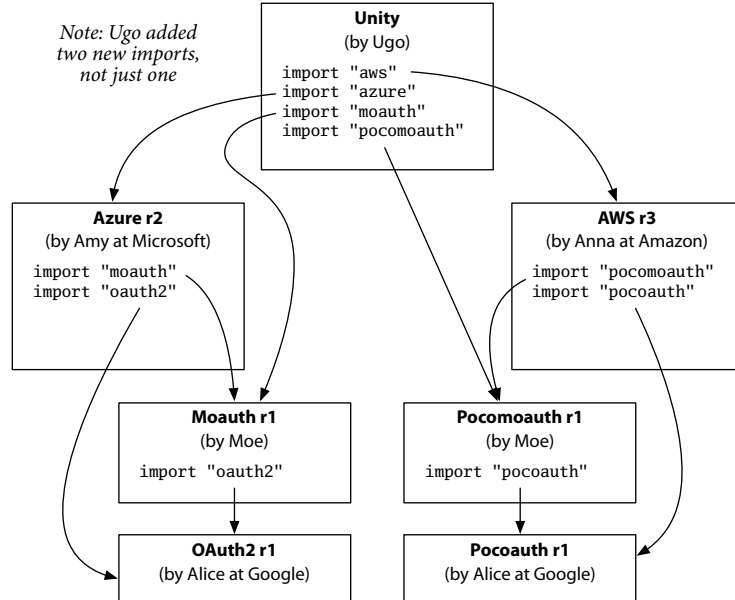 Note: Ugo added
two new imports,
not just one
Unity
(by Ugo)
import "aws"
import "azure"
import "moauth"
import "pocomoauth"
Azure r2
(by Amy at Microsoft)
import "moauth"
import "oauth2"
AWS r3
(by Anna at Amazon)
import "pocomoauth"
import "pocoauth"
Moauth r1
(by Moe)
import "oauth2"
Pocomoauth r1
(by Moe)
import "pocoauth"
OAuth2 r1
(by Alice at Google)
Pocoauth r1
(by Alice at Google)